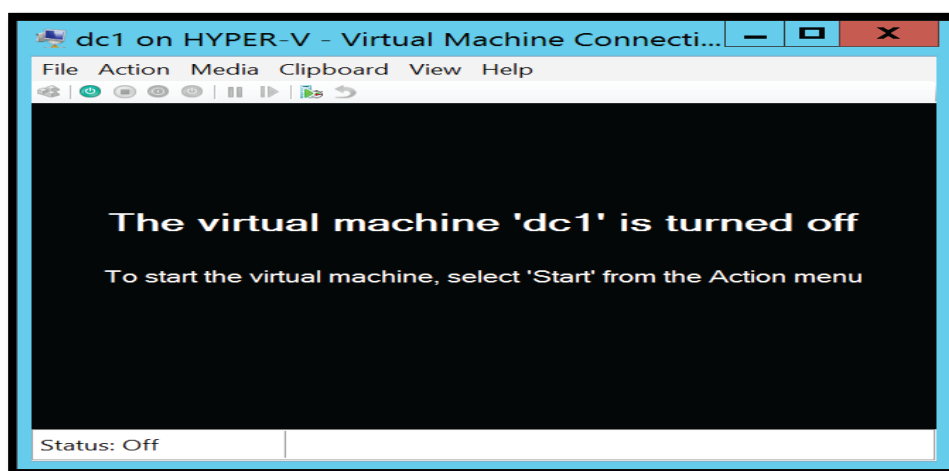 dc1 on HYPER-V - Virtual Machine Connecti...
File Action Media Clipboard View Help
The virtual machine 'dc1' is turned off
To start the virtual machine, select 'Start' from the Action menu
Status: Off